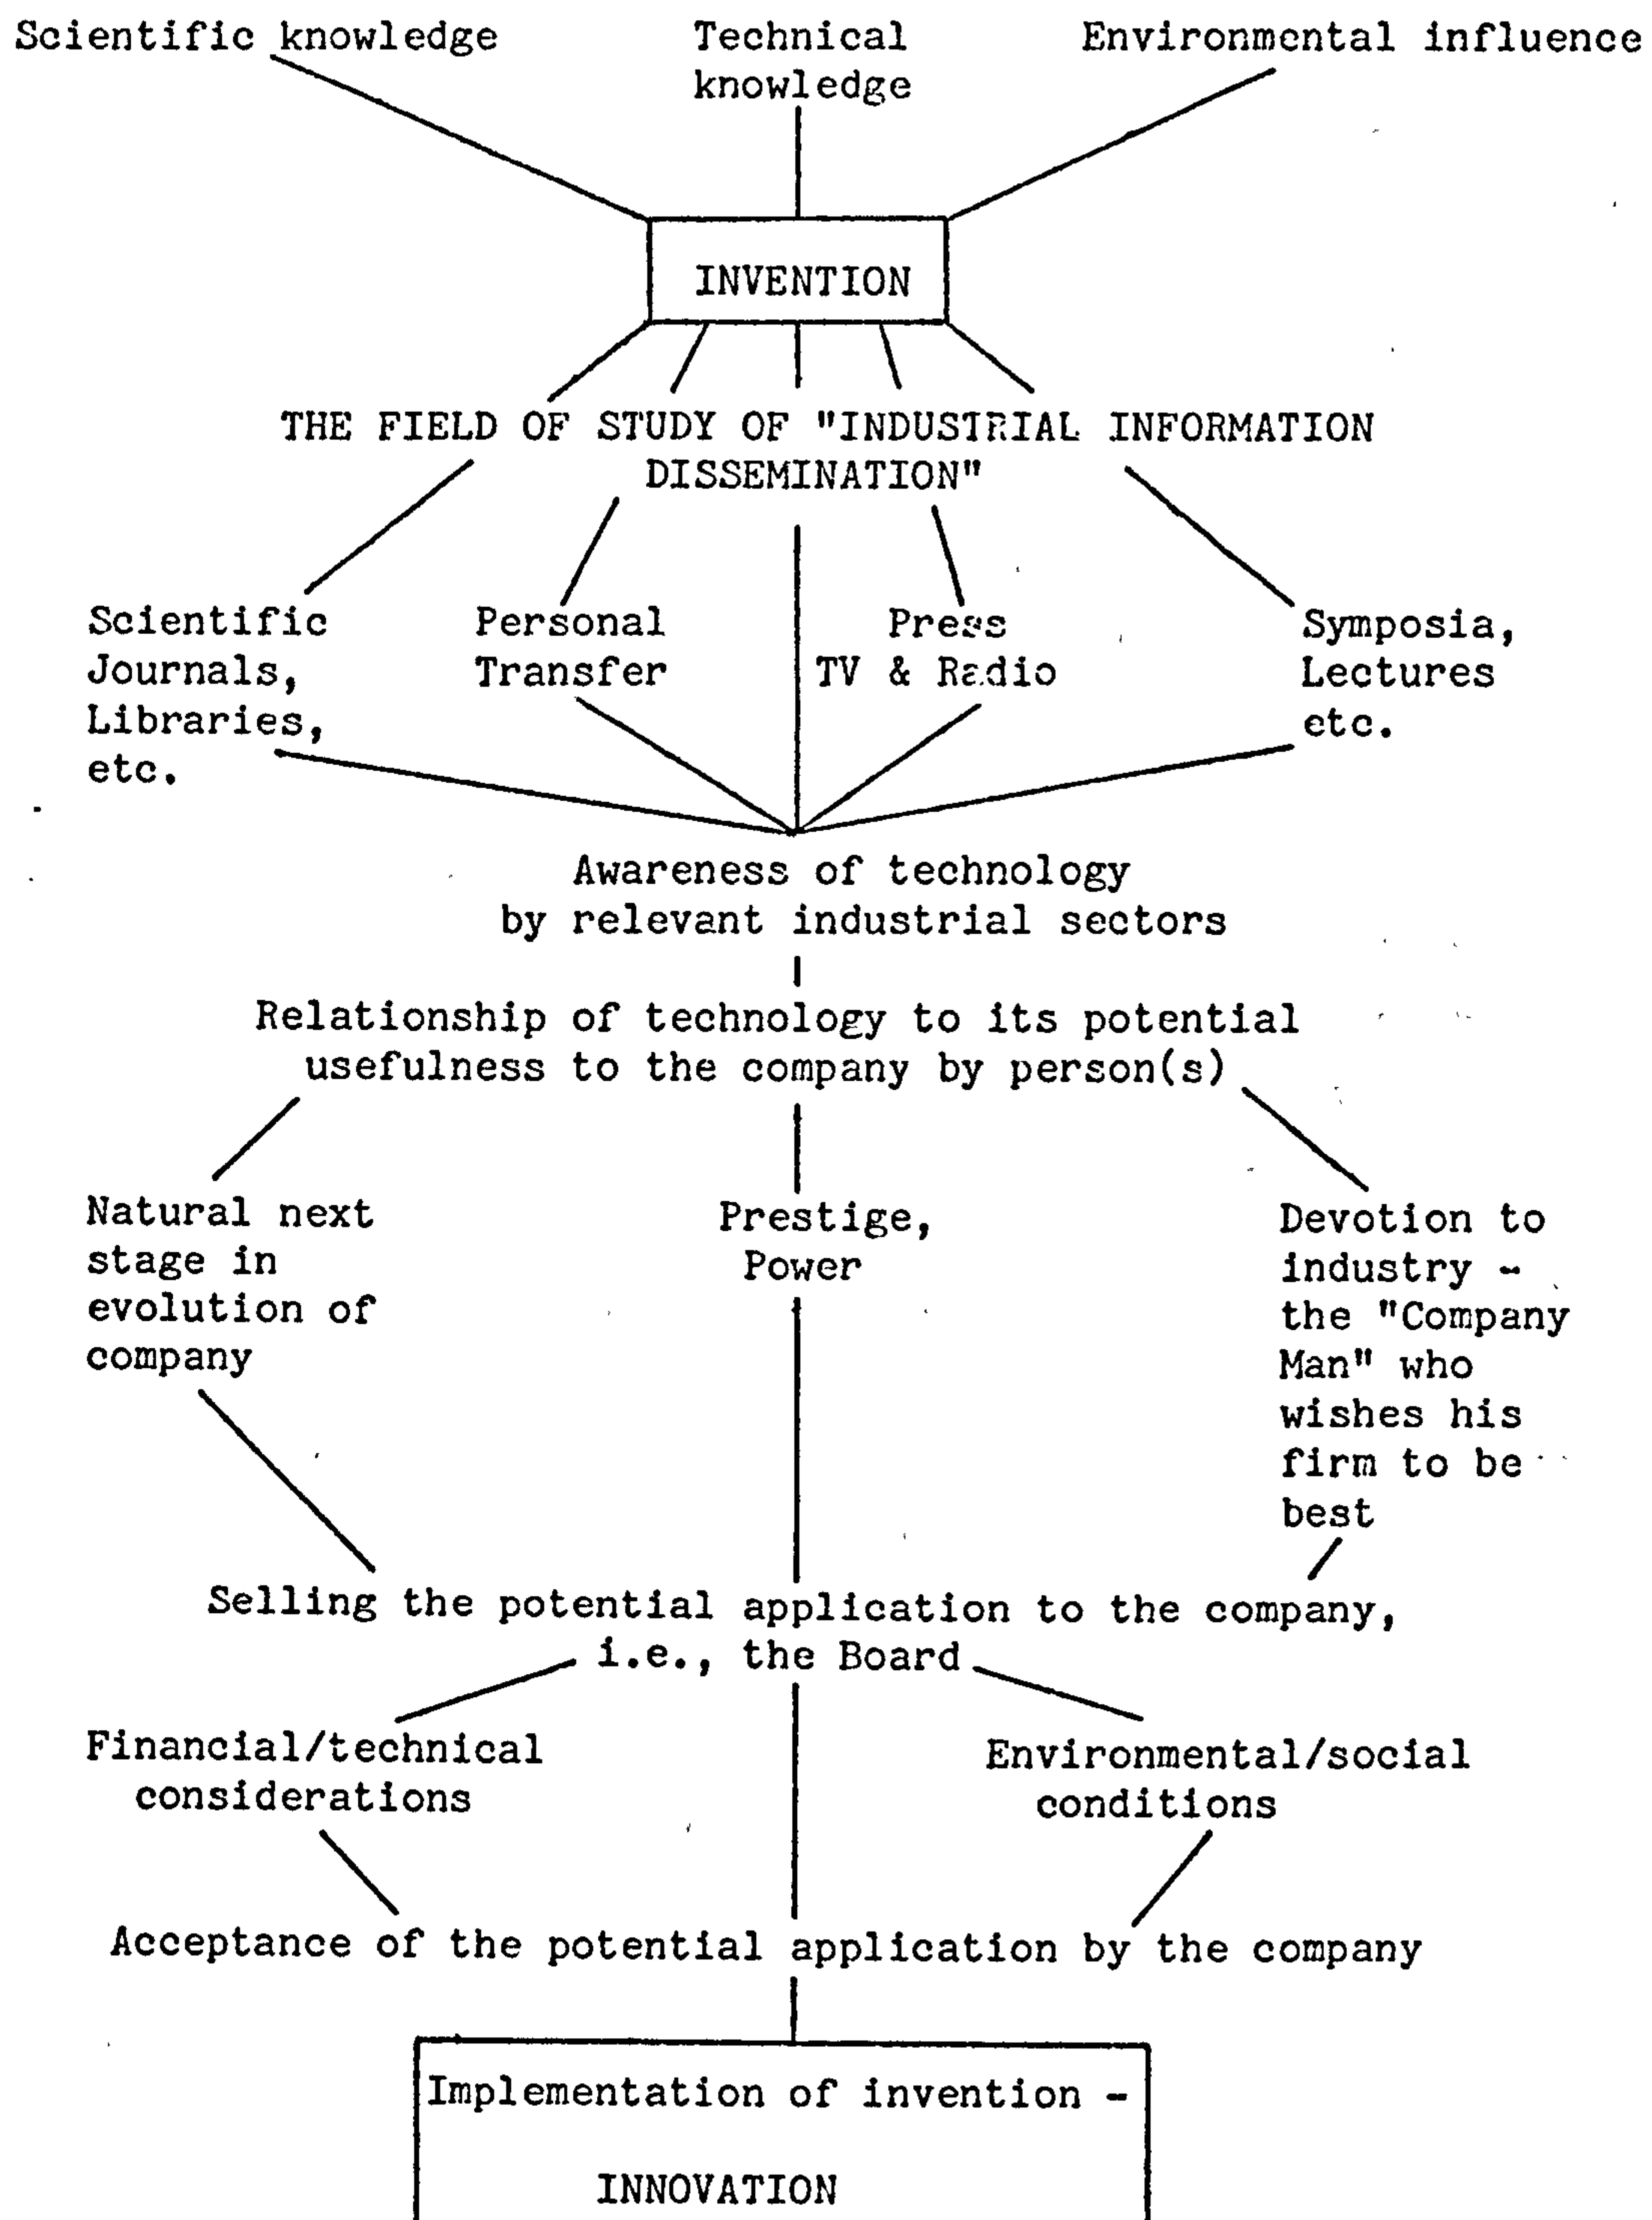 Scientific knowledge
Technical
knowledge
Environmental influence
INVENTION
THE FIELD OF STUDY OF "INDUSTRIAL INFORMATION
DISSEMINATION"
Scientific
Journals,
Libraries,
etc.
Personal
Transfer
Press
TV & Radio
Symposia,
Lectures
etc.
Awareness of technology
by relevant industrial sectors
Relationship of technology to its potential
usefulness to the company by person(s)
Natural next
stage in
evolution of
company
Prestige,
Power
Devotion to
industry -
the "Company
Man" who
wishes his
firm to be
best
Selling the potential application to the company,
i.e., the Board
Financial/technical
considerations
Environmental/social
conditions
Acceptance of the potential application by the company
Implementation of invention -
INNOVATION